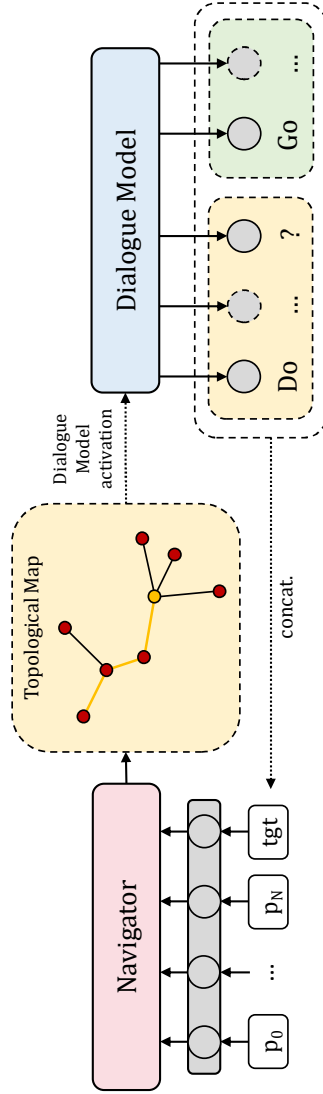 Navigator
p0
...
pN
tgt
Topological Map
Dialogue
Model
activation
Dialogue Model
Do
...
?
Go
...
concat.